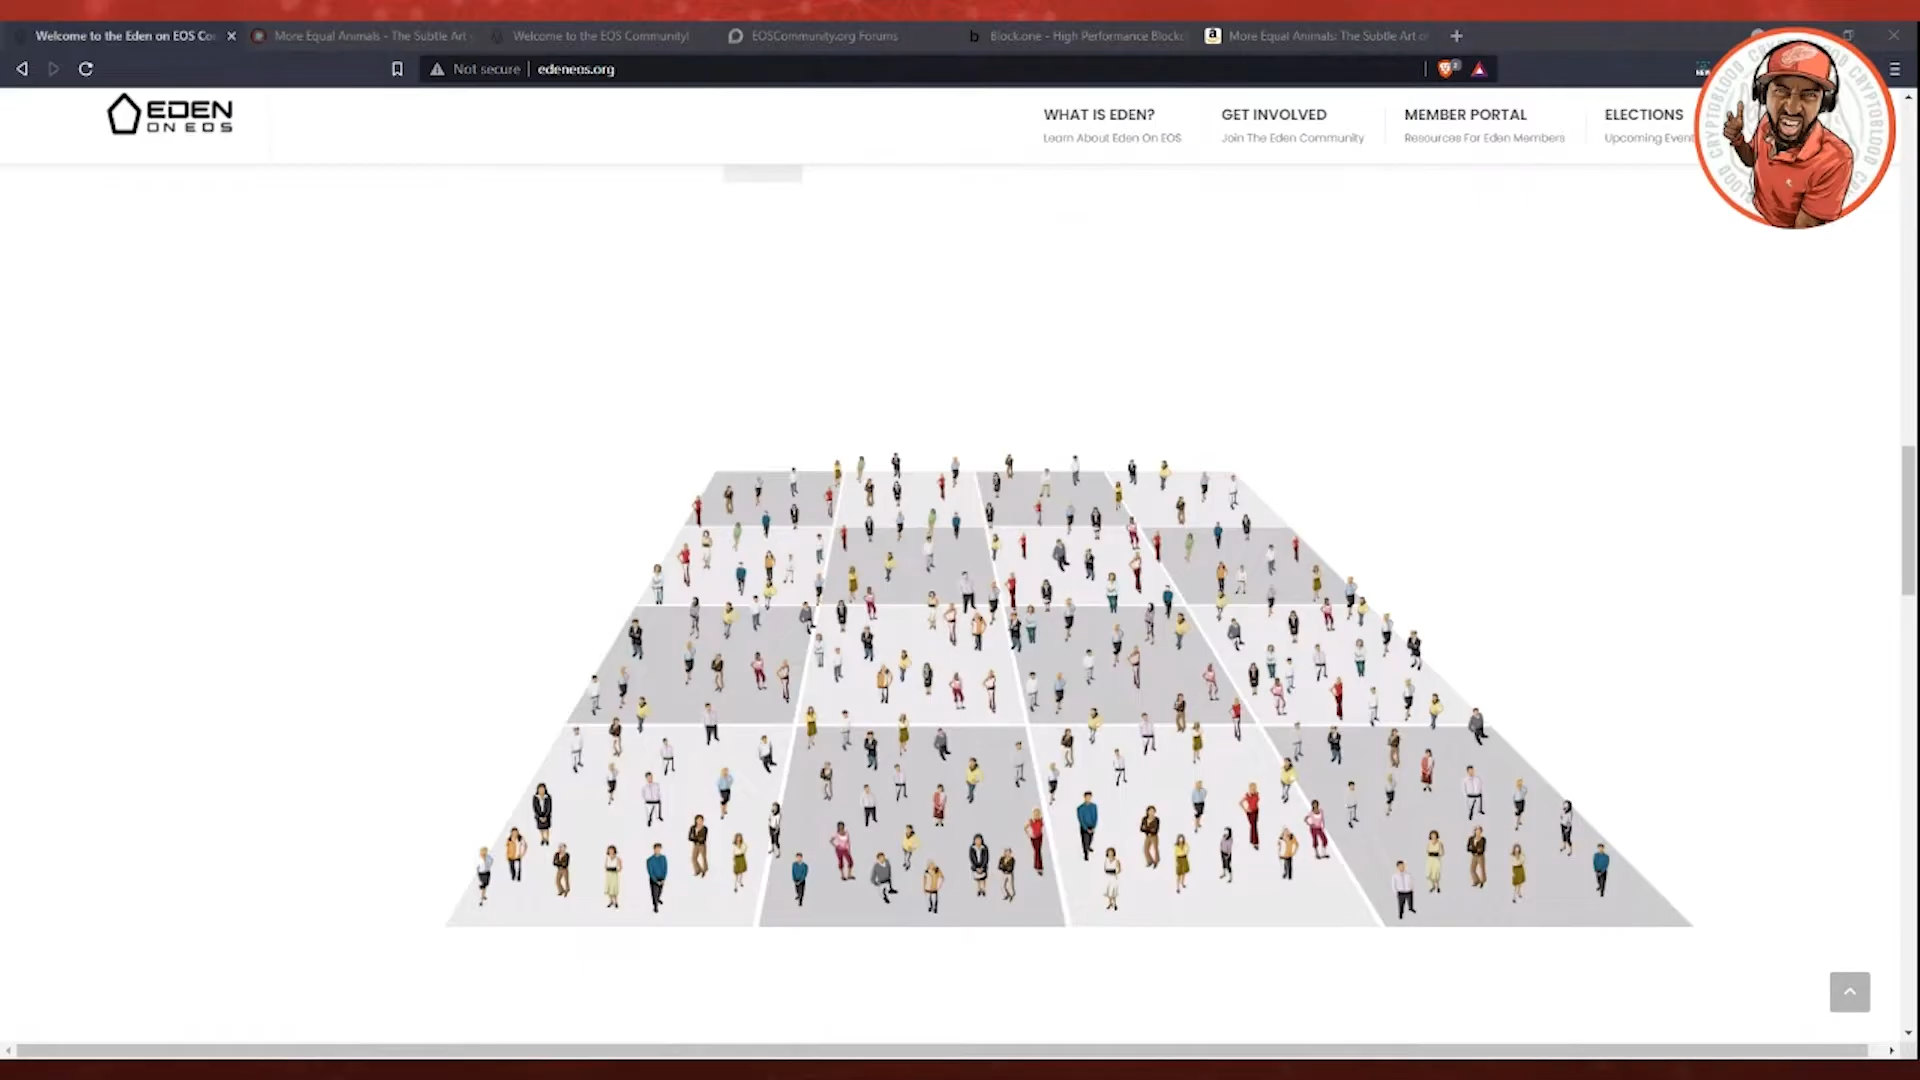 Welcome to the Eden on EOS Co
More Equal Animals - The Subtle Art
Welcome to the EOS Community!
EOSCommunity.org Forums
Block.one - High Performance Blockc
More Equal Animals: The Subtle Art o
Not secure
edeneos.org
EDEN
ON EOS
WHAT IS EDEN?
Learn About Eden On EOS
GET INVOLVED
Join The Eden Community
MEMBER PORTAL
Resources For Eden Members
ELECTIONS
Upcoming Event
CRYPTOBLOOD